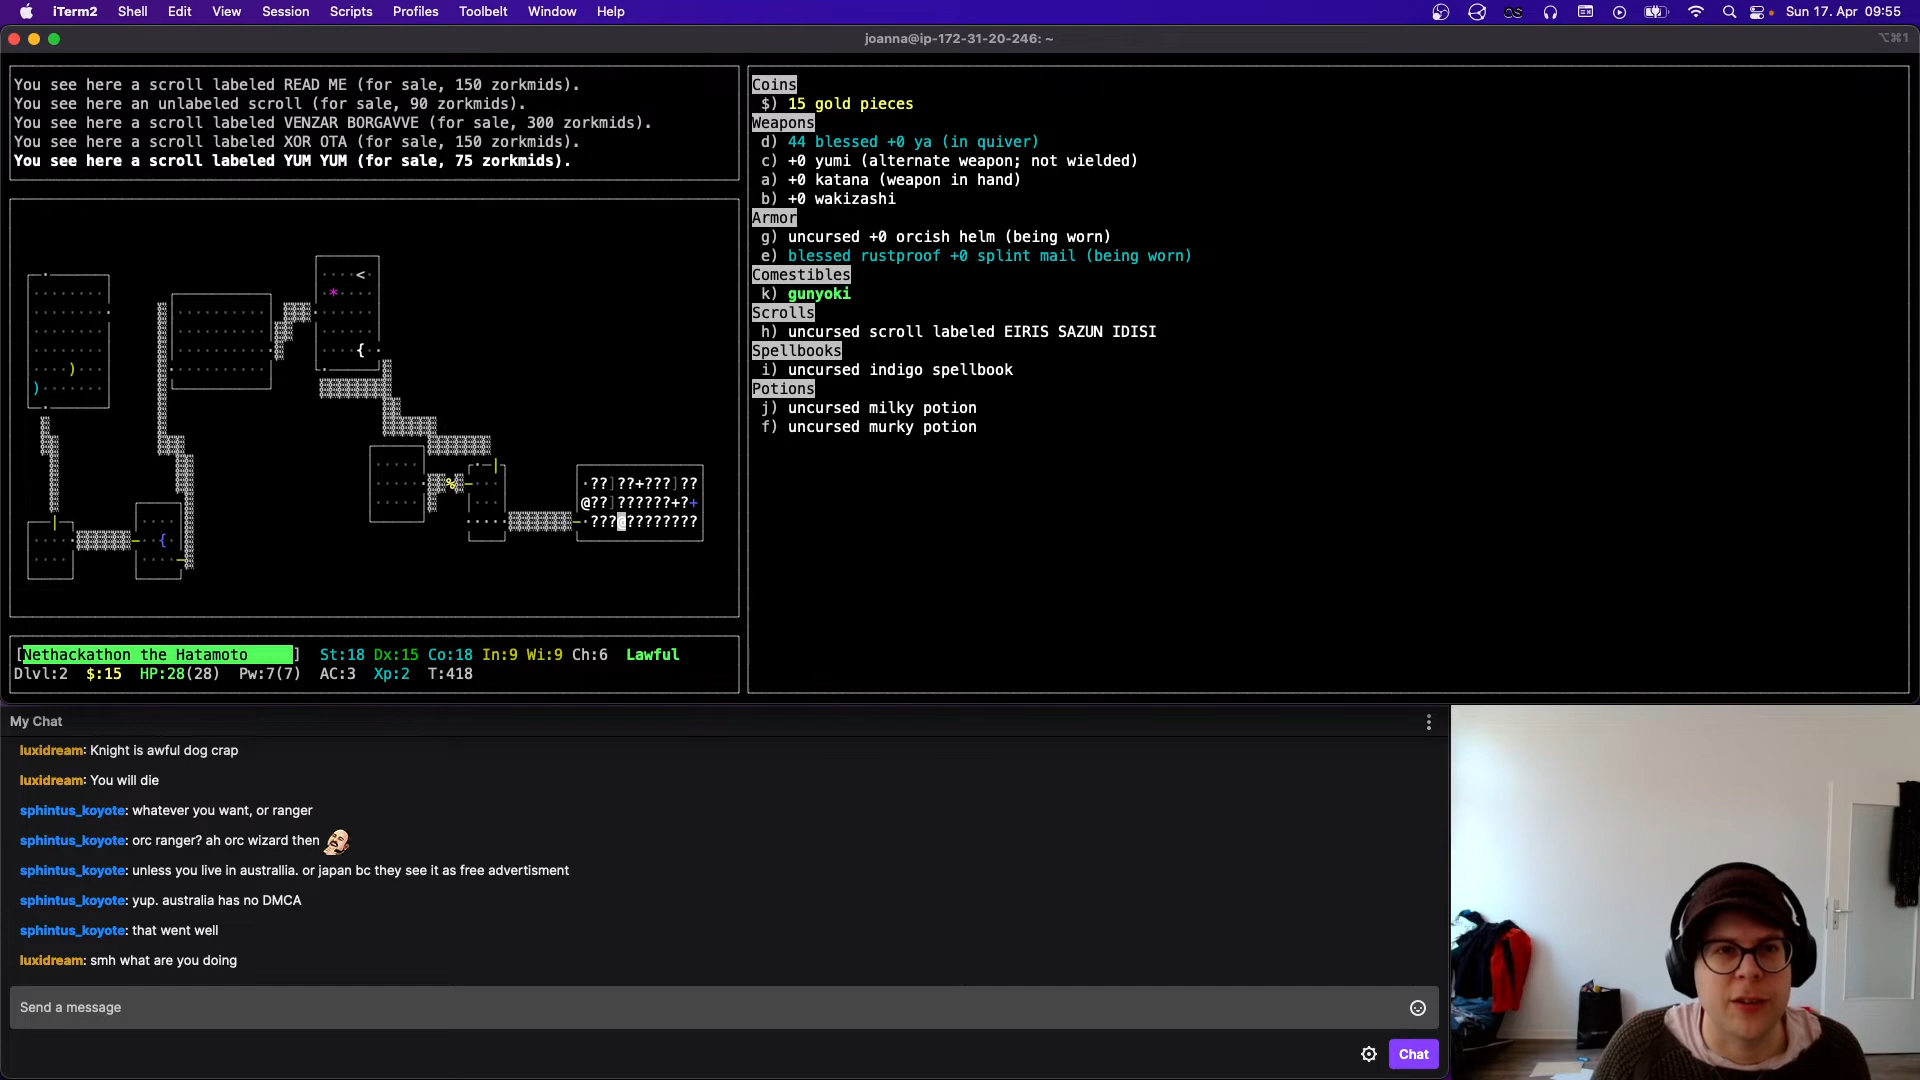 iTerm2 Shell Edit View Session Scripts Profiles Toolbelt Window Help Sun 17. Apr 09:55
joanna@ip-172-31-20-246: ~ ⌥⌘1
You see here a scroll labeled READ ME (for sale, 150 zorkmids).
You see here an unlabeled scroll (for sale, 90 zorkmids).
You see here a scroll labeled VENZAR BORGAVVE (for sale, 300 zorkmids).
You see here a scroll labeled XOR OTA (for sale, 150 zorkmids).
You see here a scroll labeled YUM YUM (for sale, 75 zorkmids).
[Nethackathon the Hatamoto ] St:18 Dx:15 Co:18 In:9 Wi:9 Ch:6 Lawful
Dlvl:2 $:15 HP:28(28) Pw:7(7) AC:3 Xp:2 T:418
Coins
$) 15 gold pieces
Weapons
d) 44 blessed +0 ya (in quiver)
c) +0 yumi (alternate weapon; not wielded)
a) +0 katana (weapon in hand)
b) +0 wakizashi
Armor
g) uncursed +0 orcish helm (being worn)
e) blessed rustproof +0 splint mail (being worn)
Comestibles
k) gunyoki
Scrolls
h) uncursed scroll labeled EIRIS SAZUN IDISI
Spellbooks
i) uncursed indigo spellbook
Potions
j) uncursed milky potion
f) uncursed murky potion
My Chat
luxidream: Knight is awful dog crap
luxidream: You will die
sphintus_koyote: whatever you want, or ranger
sphintus_koyote: orc ranger? ah orc wizard then
sphintus_koyote: unless you live in australlia. or japan bc they see it as free advertisment
sphintus_koyote: yup. australia has no DMCA
sphintus_koyote: that went well
luxidream: smh what are you doing
Send a message
Chat